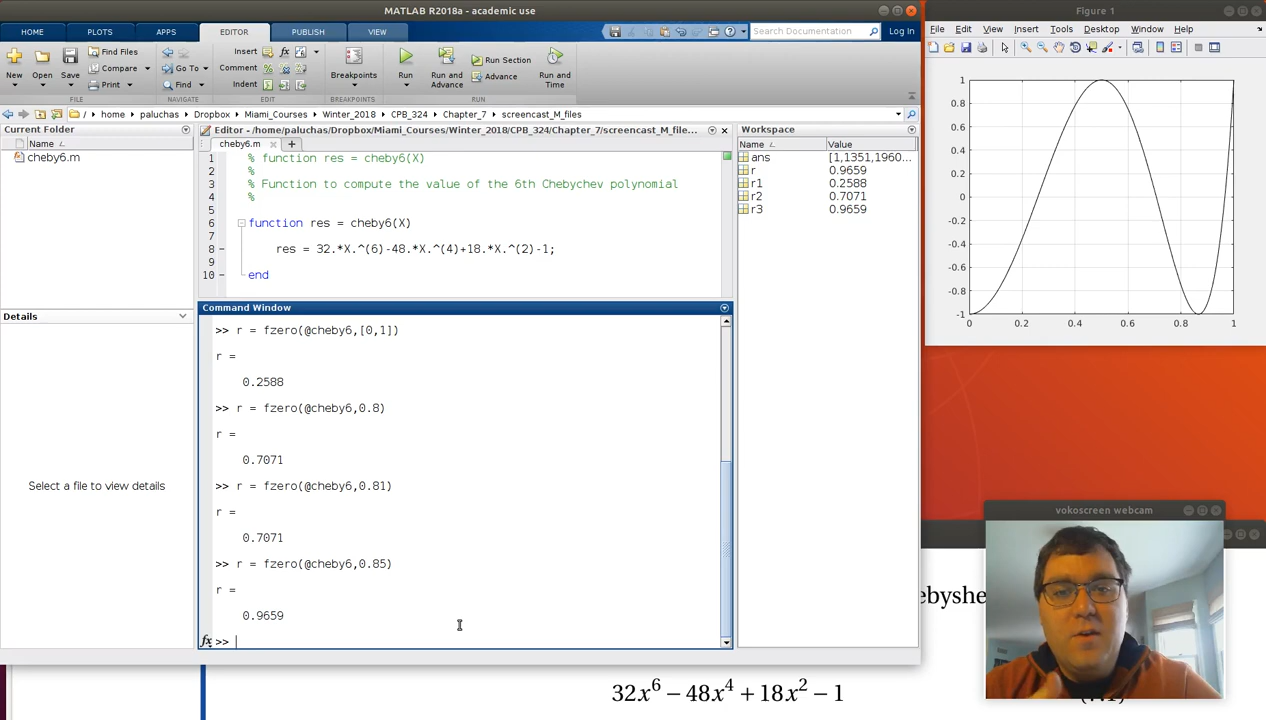 MATLAB R2018a - academic use
HOME PLOTS APPS EDITOR PUBLISH VIEW
Search Documentation
Log In
New Open Save
Find Files
Compare
Print
FILE
Go To
Find
NAVIGATE
Insert
Comment
Indent
EDIT
Breakpoints
BREAKPOINTS
Run
Run and Advance
Run Section
Advance
Run and Time
RUN
/ home paluchas Dropbox Miami_Courses Winter_2018 CPB_324 Chapter_7 screencast_M_files
Current Folder
Name
cheby6.m
Details
Select a file to view details
Editor - /home/paluchas/Dropbox/Miami_Courses/Winter_2018/CPB_324/Chapter_7/screencast_M_file...
cheby6.m
1 % function res = cheby6(X)
2 %
3 % Function to compute the value of the 6th Chebychev polynomial
4 %
5
6 function res = cheby6(X)
7
8 res = 32.*X.^(6)-48.*X.^(4)+18.*X.^(2)-1;
9
10 end
Command Window
>> r = fzero(@cheby6,[0,1])
r =
0.2588
>> r = fzero(@cheby6,0.8)
r =
0.7071
>> r = fzero(@cheby6,0.81)
r =
0.7071
>> r = fzero(@cheby6,0.85)
r =
0.9659
fx >>
Workspace
Name Value
ans [1,1351,1960...
r 0.9659
r1 0.2588
r2 0.7071
r3 0.9659
Figure 1
File Edit View Insert Tools Desktop Window Help
1
0.8
0.6
0.4
0.2
0
-0.2
-0.4
-0.6
-0.8
-1
0 0.2 0.4 0.6 0.8 1
vokoscreen webcam
ebyshe
32x⁶ − 48x⁴ + 18x² − 1